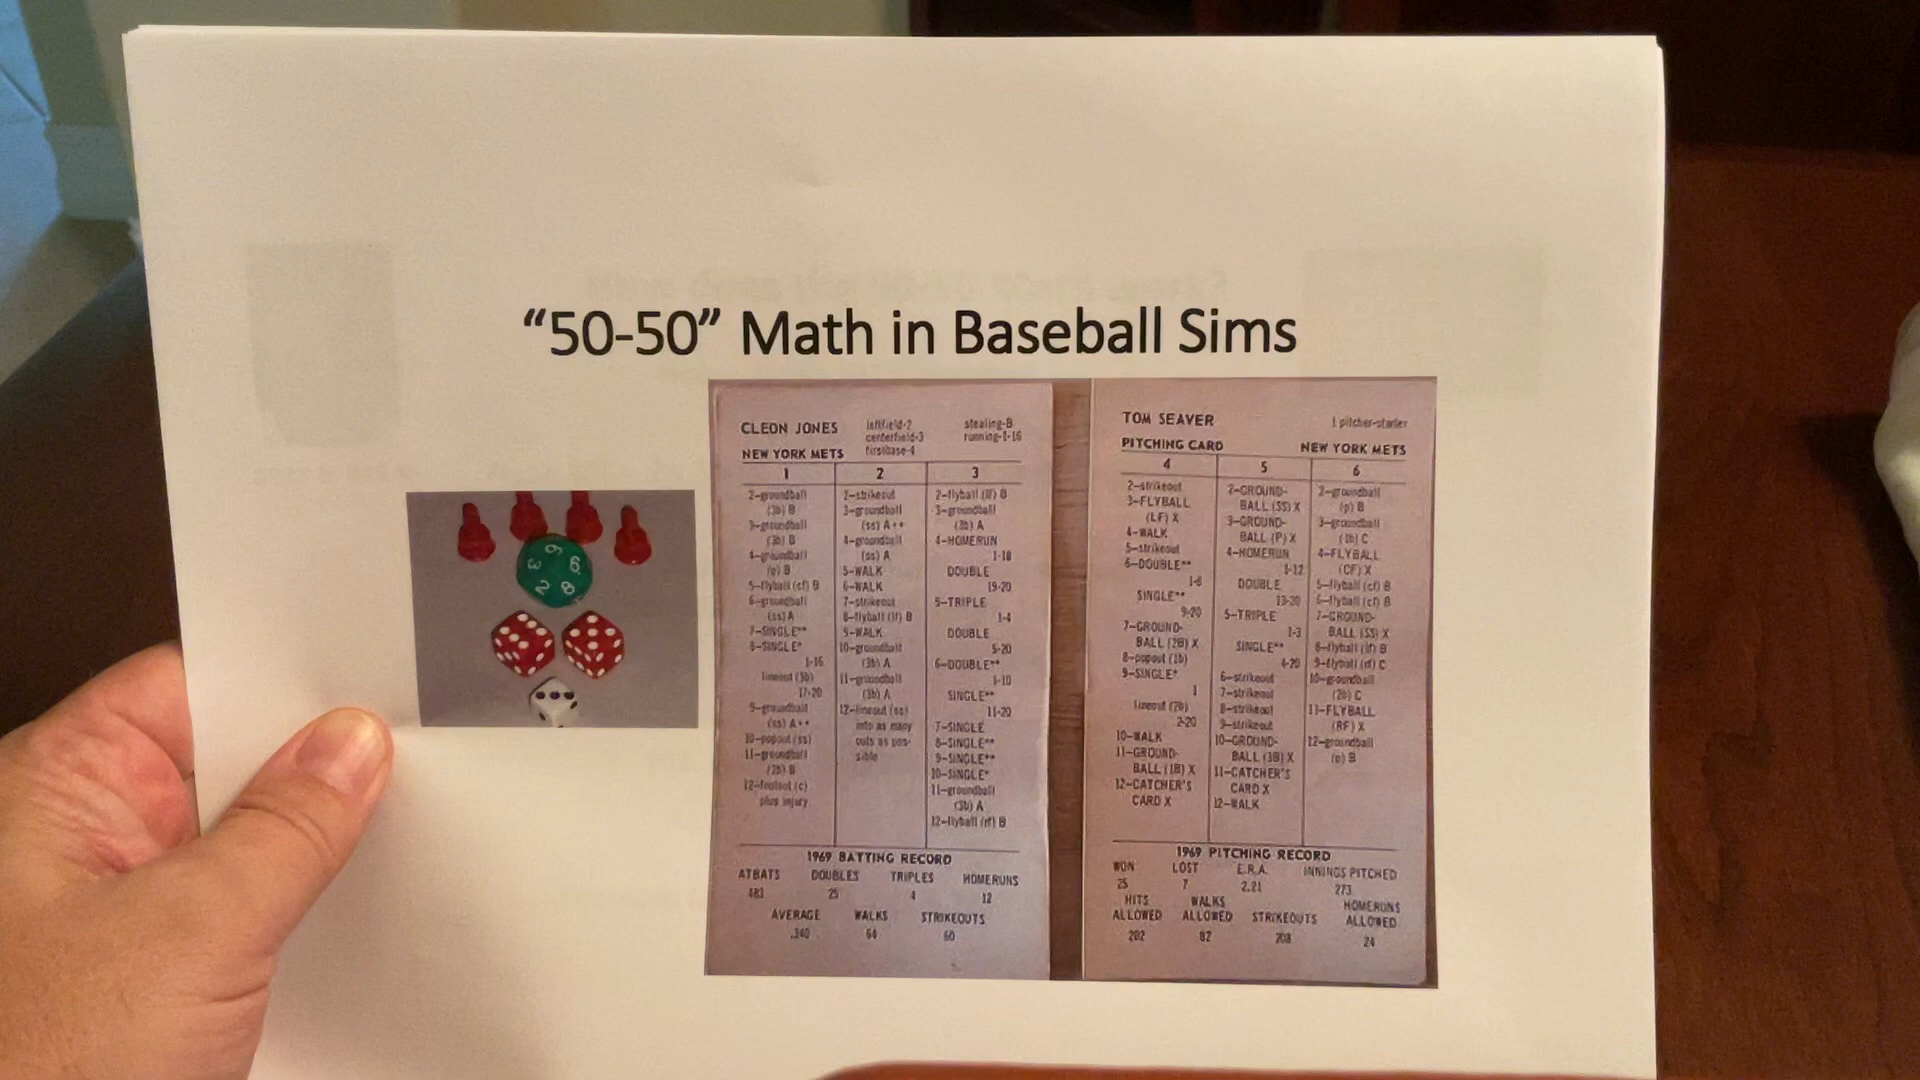 “50-50” Math in Baseball Sims
CLEON JONES
leftfield-2
centerfield-3
firstbase-4
stealing-B
running-1-16
NEW YORK METS
1
2-groundball
(3b) B
3-groundball
(3b) B
4-groundball
(p) B
5-flyball (cf) B
6-groundball
(ss) A
7-SINGLE**
8-SINGLE*
1-16
lineout (3b)
17-20
9-groundball
(ss) A++
10-popout (ss)
11-groundball
(2b) B
12-foulout (c)
plus injury
2
2-strikeout
3-groundball
(ss) A++
4-groundball
(ss) A
5-WALK
6-WALK
7-strikeout
8-flyball (lf) B
9-WALK
10-groundball
(3b) A
11-groundball
(3b) A
12-lineout (ss)
into as many
outs as pos-
sible
3
2-flyball (lf) B
3-groundball
(2b) A
4-HOMERUN
1-18
DOUBLE
19-20
5-TRIPLE
1-4
DOUBLE
5-20
6-DOUBLE**
1-10
SINGLE**
11-20
7-SINGLE
8-SINGLE**
9-SINGLE**
10-SINGLE*
11-groundball
(3b) A
12-flyball (rf) B
1969 BATTING RECORD
ATBATS DOUBLES TRIPLES HOMERUNS
483 25 4 12
AVERAGE WALKS STRIKEOUTS
.340 64 60
TOM SEAVER
1 pitcher-starter
PITCHING CARD NEW YORK METS
4
2-strikeout
3-FLYBALL
(LF) X
4-WALK
5-strikeout
6-DOUBLE**
1-8
SINGLE**
9-20
7-GROUND-
BALL (2B) X
8-popout (1b)
9-SINGLE*
1
lineout (2b)
2-20
10-WALK
11-GROUND-
BALL (1B) X
12-CATCHER'S
CARD X
5
2-GROUND-
BALL (SS) X
3-GROUND-
BALL (P) X
4-HOMERUN
1-12
DOUBLE
13-20
5-TRIPLE
1-3
SINGLE**
4-20
6-strikeout
7-strikeout
8-strikeout
9-strikeout
10-GROUND-
BALL (3B) X
11-CATCHER'S
CARD X
12-WALK
6
2-groundball
(p) B
3-groundball
(1b) C
4-FLYBALL
(CF) X
5-flyball (cf) B
6-flyball (cf) B
7-GROUND-
BALL (SS) X
8-flyball (lf) B
9-flyball (rf) C
10-groundball
(2b) C
11-FLYBALL
(RF) X
12-groundball
(p) B
1969 PITCHING RECORD
WON LOST E.R.A. INNINGS PITCHED
25 7 2.21 273
HITS ALLOWED WALKS ALLOWED STRIKEOUTS HOMERUNS ALLOWED
202 82 208 24